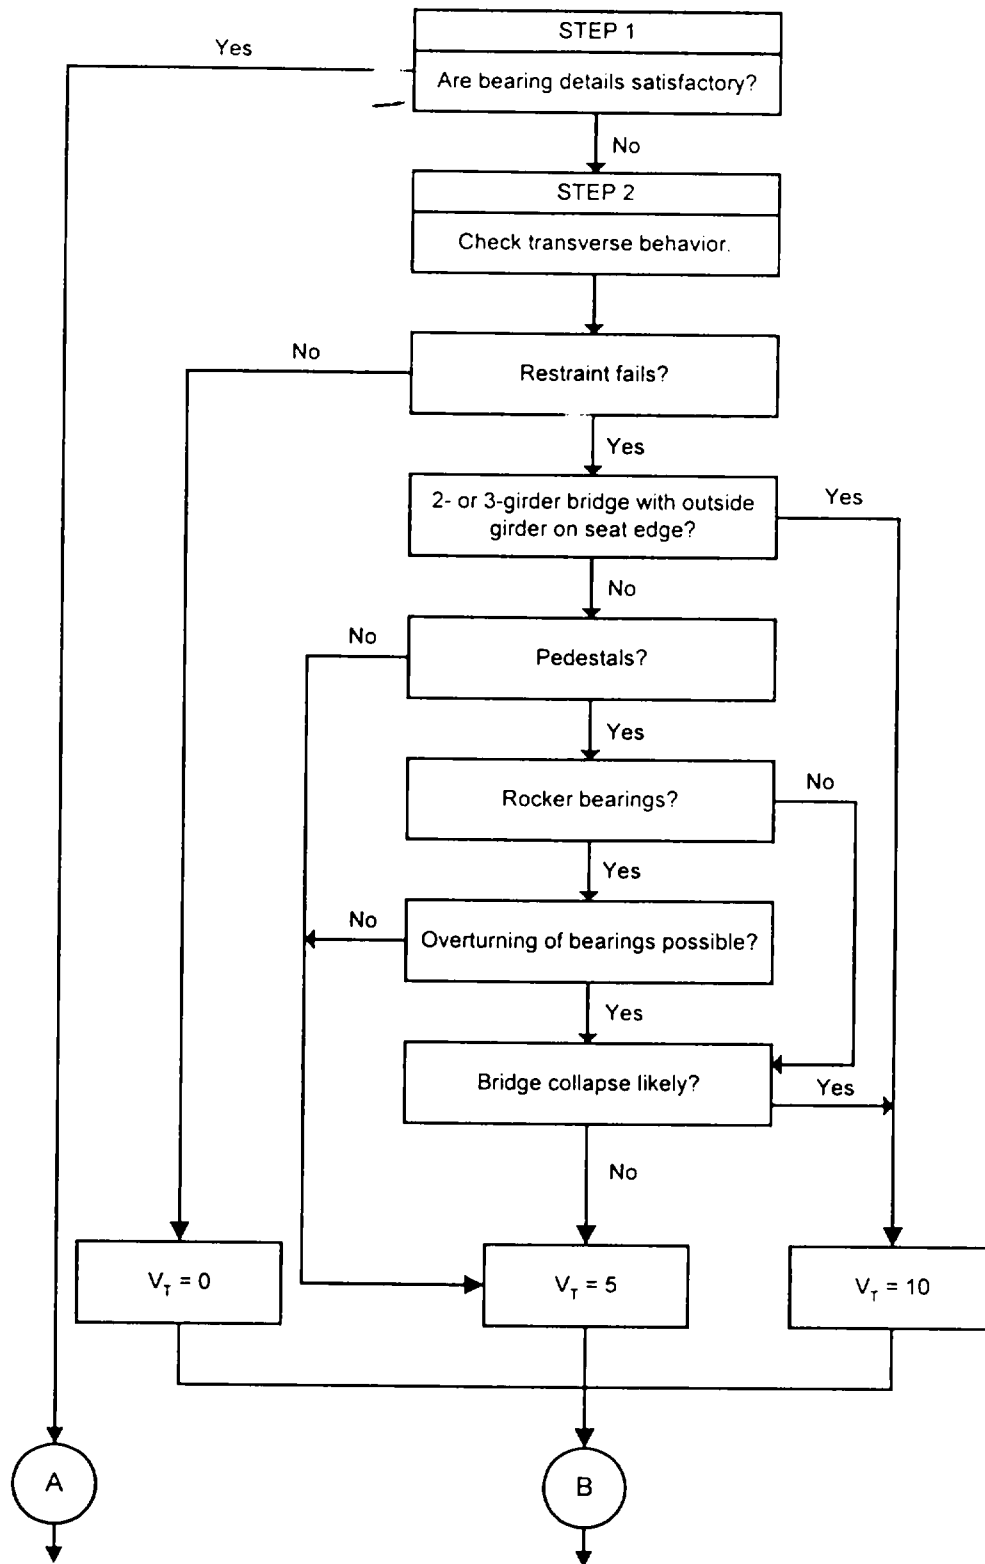 STEP 1
Yes
Are bearing details satisfactory?
No
STEP 2
Check transverse behavior.
No
Restraint fails?
Yes
2- or 3-girder bridge with outside
girder on seat edge?
Yes
No
No
Pedestals?
Yes
Rocker bearings?
No
Yes
No
Overturning of bearings possible?
Yes
Bridge collapse likely?
Yes
No
V_T = 0
V_T = 5
V_T = 10
A
B